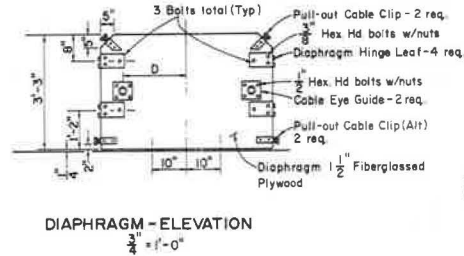 5"
3 Bolts total (Typ)
Pull-out Cable Clip - 2 req.
Hex Hd bolts w/nuts
Diaphragm Hinge Leaf - 4 req.
8"
5"
D
3'-3"
1/2" Hex. Hd bolts w/nuts
Cable Eye Guide - 2 req.
1'-2"
Pull-out Cable Clip (Alt)
2 req.
10" 10"
Diaphragm 1 1/2" Fiberglassed
Plywood
2"
DIAPHRAGM - ELEVATION
3/4" = 1'-0"